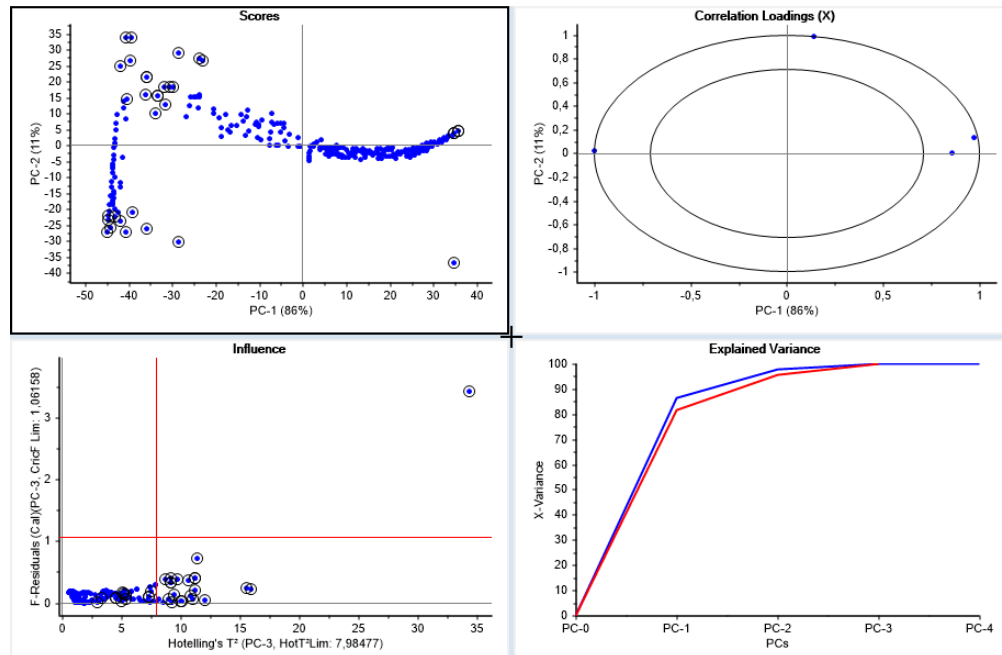 Scores
PC-2 (11%)
35
30
25
20
15
10
5
0
-5
-10
-15
-20
-25
-30
-35
-40
-50 -40 -30 -20 -10 0 10 20 30 40
PC-1 (86%)
Correlation Loadings (X)
PC-2 (11%)
1
0,8
0,6
0,4
0,2
0
-0,2
-0,4
-0,6
-0,8
-1
-1 -0,5 0 0,5 1
PC-1 (86%)
Influence
F-Residuals (Cal)(PC-3, CricF Lim: 1,06158)
3
2
1
0
0 5 10 15 20 25 30 35
Hotelling's T² (PC-3, HotT²Lim: 7,98477)
Explained Variance
X-Variance
100
90
80
70
60
50
40
30
20
10
0
PC-0 PC-1 PC-2 PC-3 PC-4
PCs